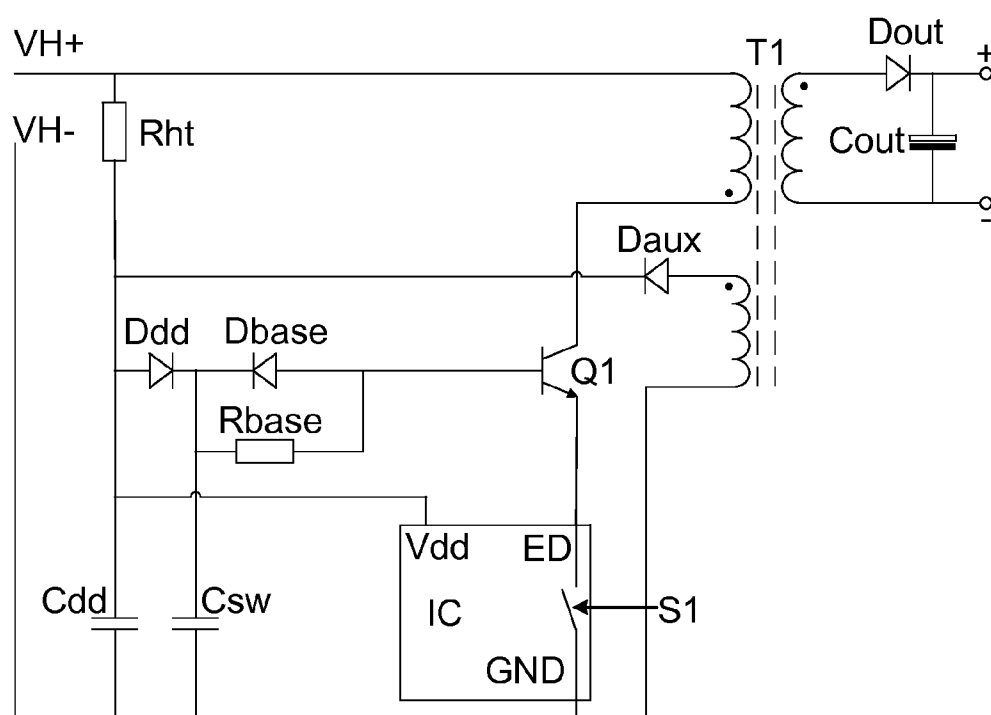 VH+
T1
Dout
+
VH-
Rht
Cout
-
Daux
Ddd
Dbase
Q1
Rbase
Vdd
ED
Cdd
Csw
IC
S1
GND